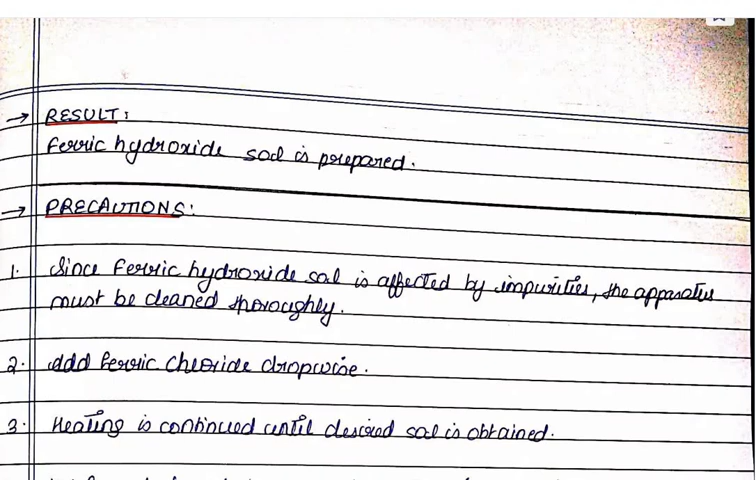 → RESULT:
Ferric hydroxide sol is prepared.
→ PRECAUTIONS:
1. Since Ferric hydroxide sol is affected by impurities, the apparatus
must be cleaned thoroughly.
2. Add Ferric Chloride dropwise.
3. Heating is continued until desired sol is obtained.